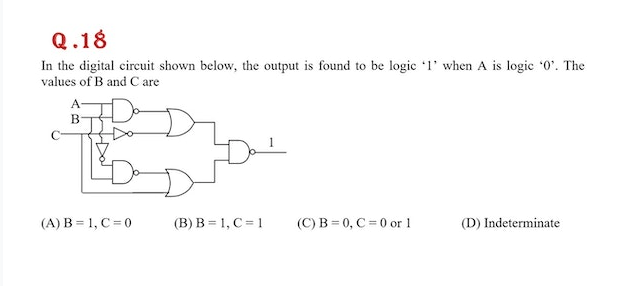 Q.18
In the digital circuit shown below, the output is found to be logic ‘1’ when A is logic ‘0’. The
values of B and C are
A
B
C
1
(A) B = 1, C = 0 (B) B = 1, C = 1 (C) B = 0, C = 0 or 1 (D) Indeterminate